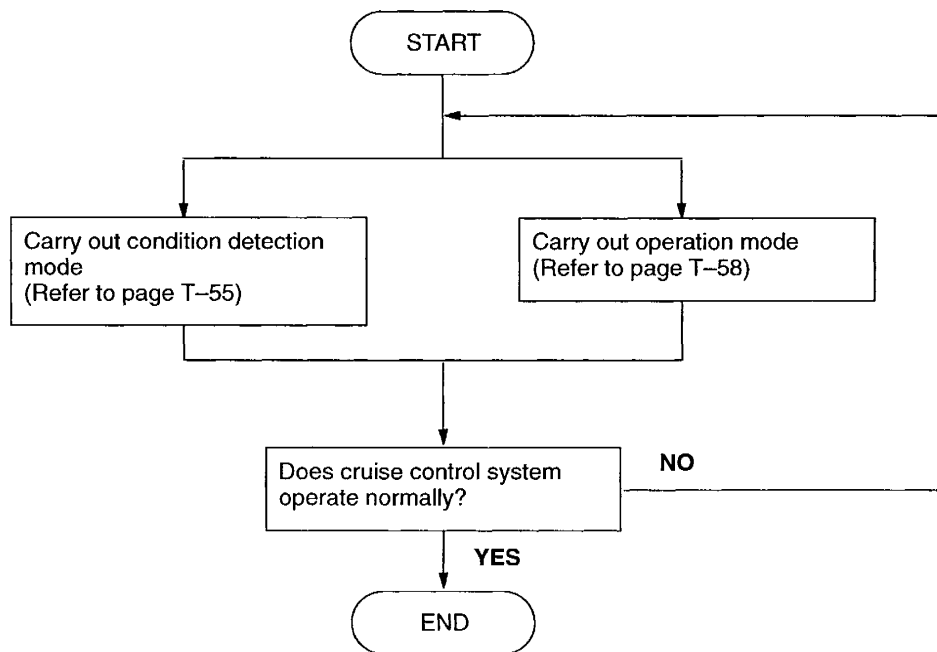 START
Carry out condition detection
mode
(Refer to page T–55)
Carry out operation mode
(Refer to page T–58)
Does cruise control system
operate normally?
NO
YES
END